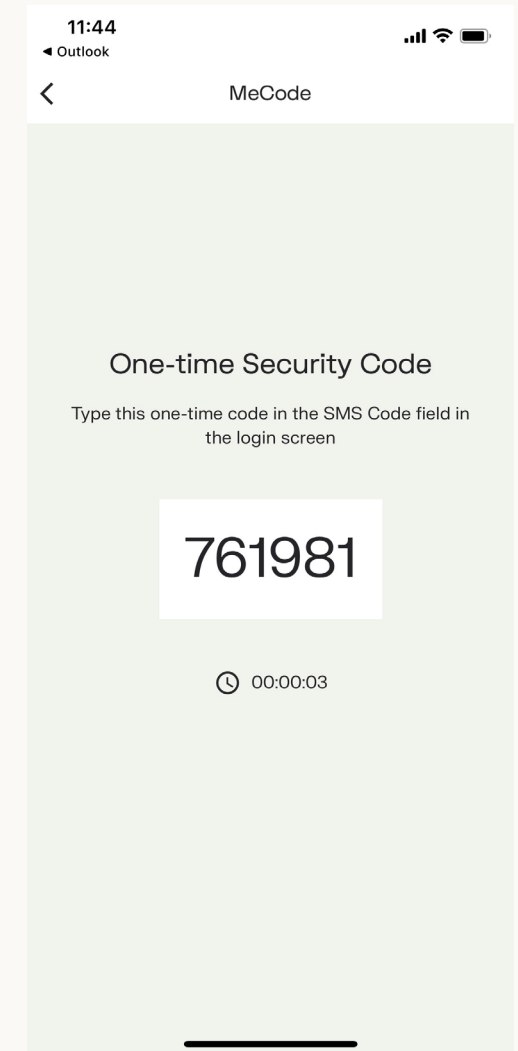 11:44
◀ Outlook
MeCode
One-time Security Code
Type this one-time code in the SMS Code field in
the login screen
761981
00:00:03